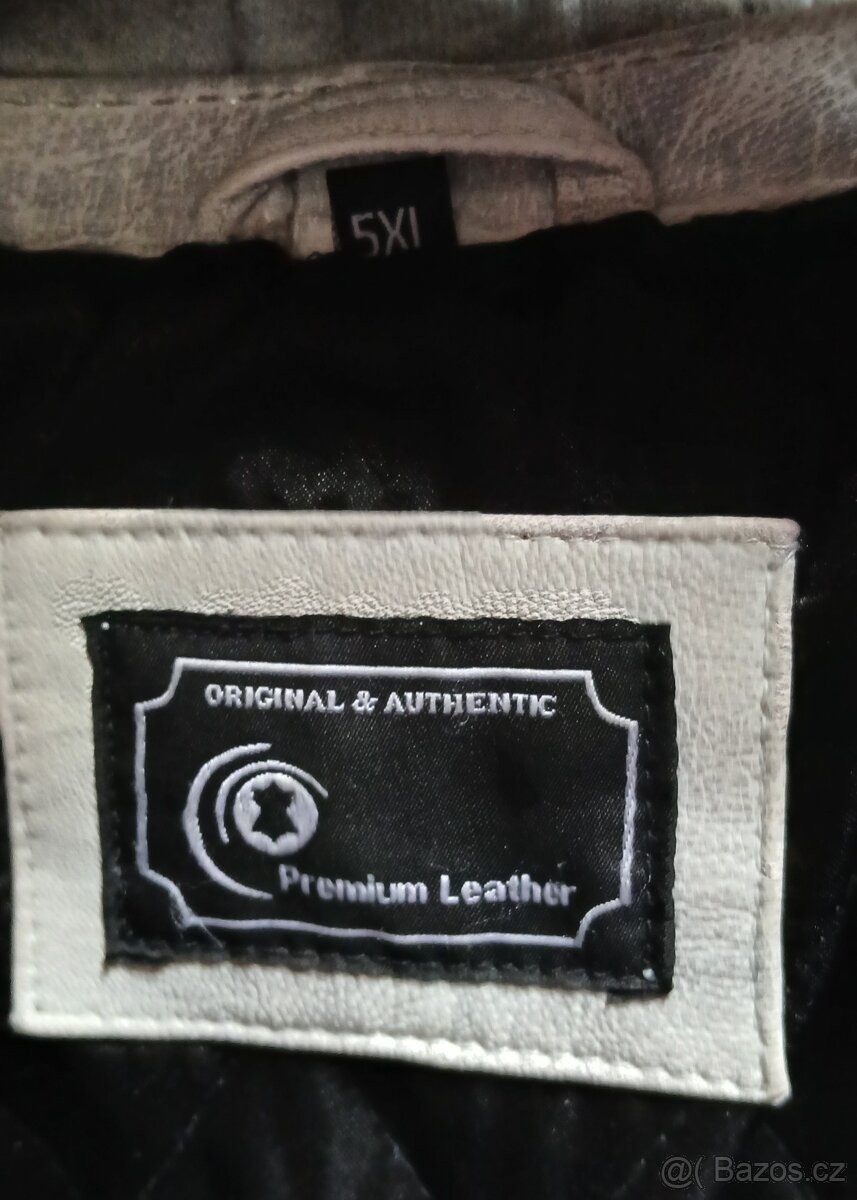 5XL
ORIGINAL & AUTHENTIC
Premium Leather
@( Bazos.cz